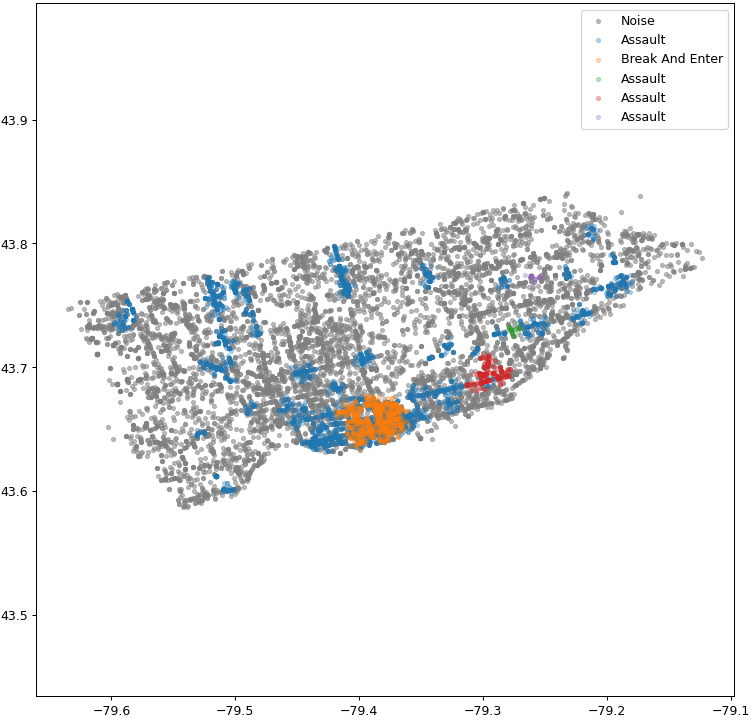 Noise
Assault
Break And Enter
Assault
Assault
Assault
43.9
43.8
43.7
43.6
43.5
−79.6 −79.5 −79.4 −79.3 −79.2 −79.1